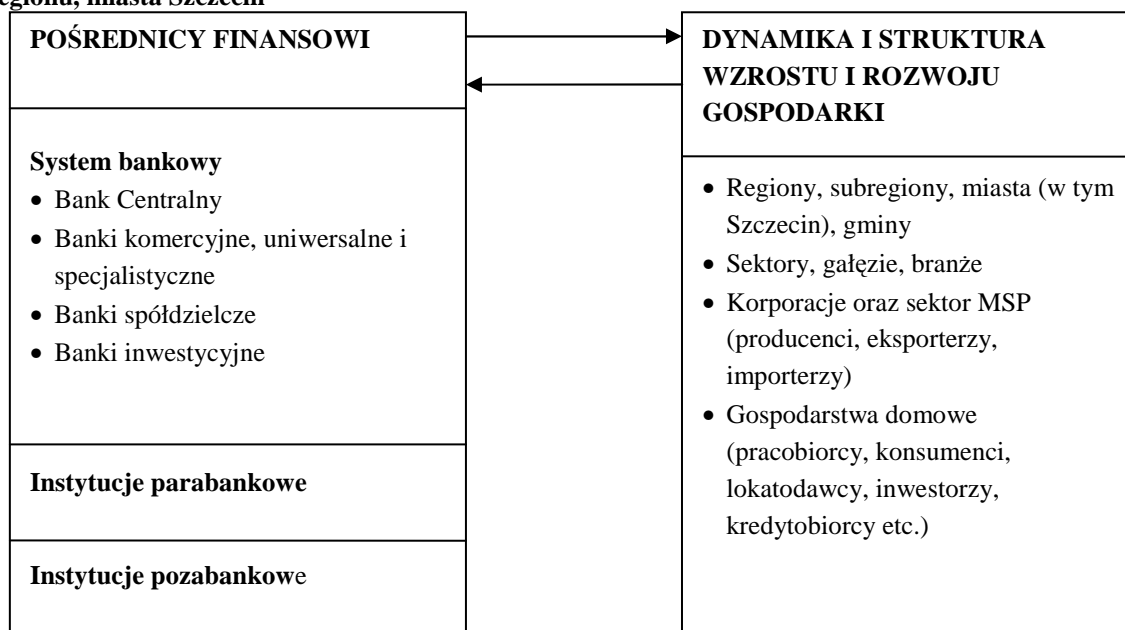 egionu, miasta Szczecin
POŚREDNICY FINANSOWI
System bankowy
• Bank Centralny
• Banki komercyjne, uniwersalne i
specjalistyczne
• Banki spółdzielcze
• Banki inwestycyjne
Instytucje parabankowe
Instytucje pozabankowe
DYNAMIKA I STRUKTURA
WZROSTU I ROZWOJU
GOSPODARKI
• Regiony, subregiony, miasta (w tym
Szczecin), gminy
• Sektory, gałęzie, branże
• Korporacje oraz sektor MSP
(producenci, eksporterzy,
importerzy)
• Gospodarstwa domowe
(pracobiorcy, konsumenci,
lokatodawcy, inwestorzy,
kredytobiorcy etc.)